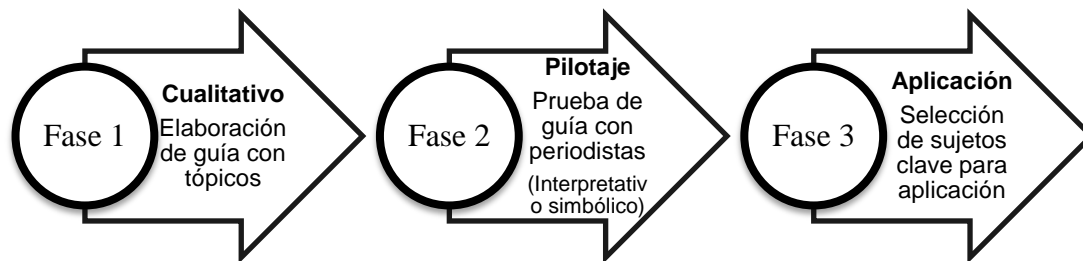 Fase 1
Cualitativo
Elaboración
de guía con
tópicos
Fase 2
Pilotaje
Prueba de
guía con
periodistas
(Interpretativ
o simbólico)
Fase 3
Aplicación
Selección
de sujetos
clave para
aplicación